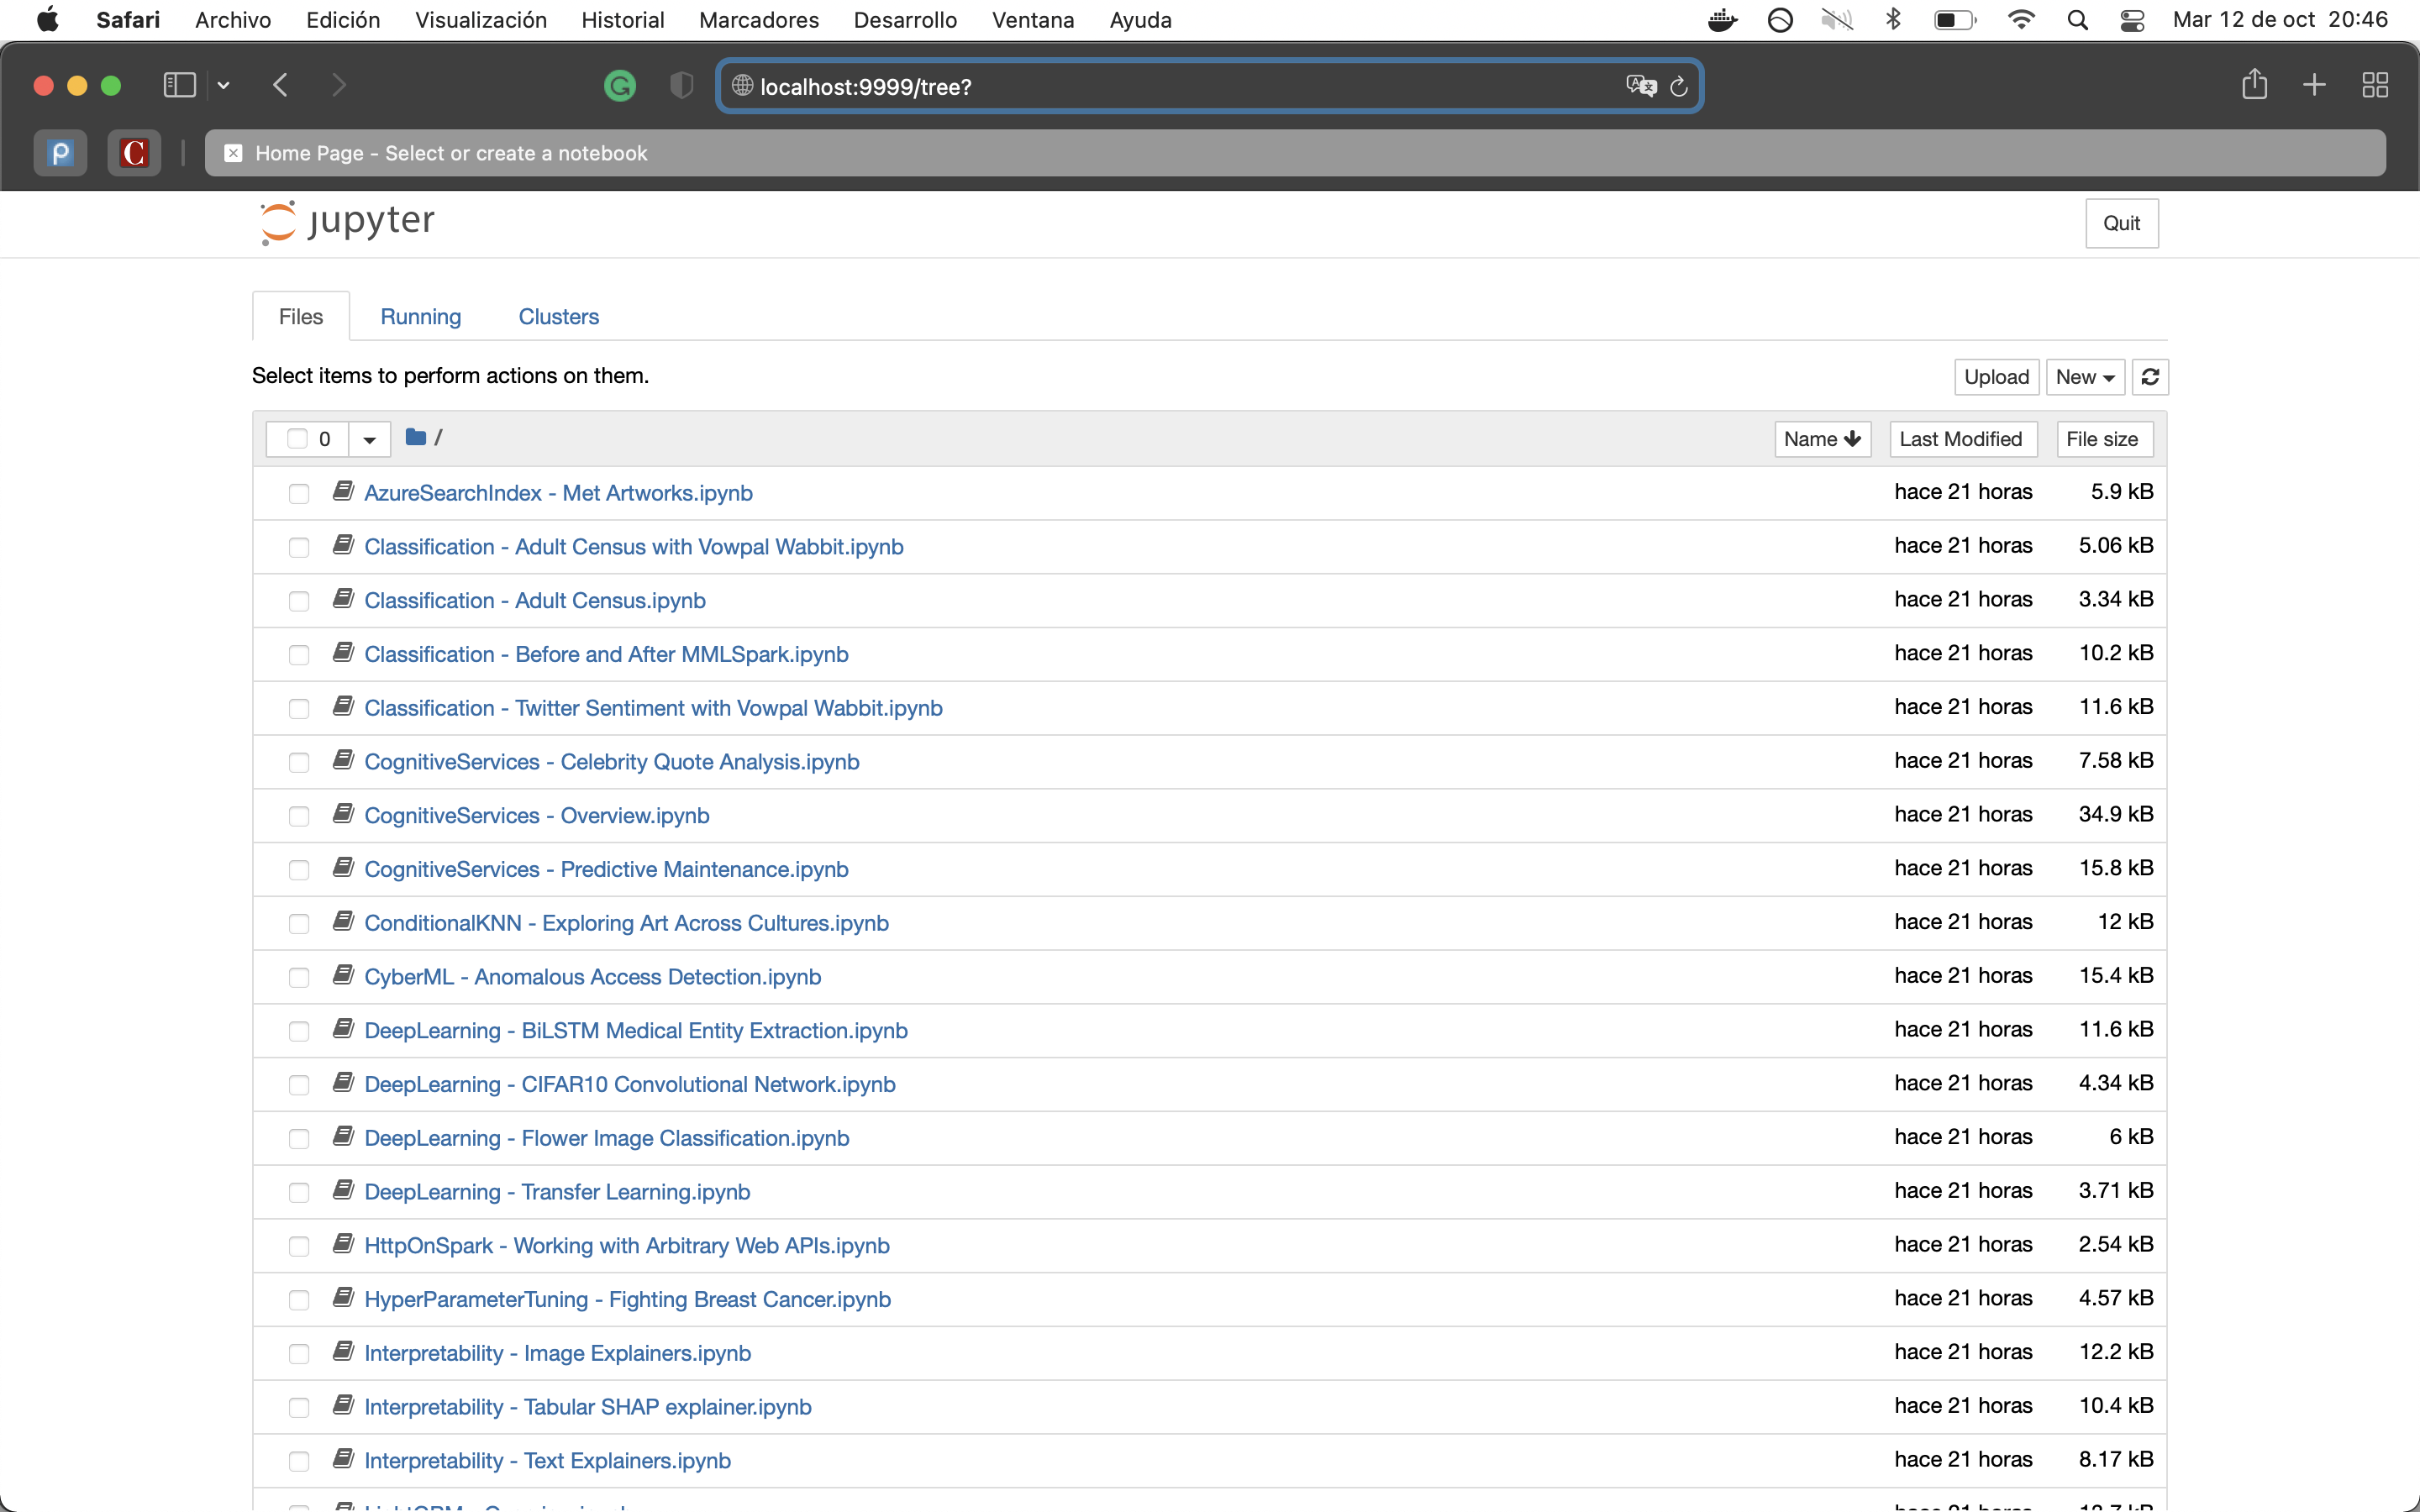 Safari Archivo Edición Visualización Historial Marcadores Desarrollo Ventana Ayuda Mar 12 de oct 20:46
localhost:9999/tree?
Home Page - Select or create a notebook
jupyter Quit
Files Running Clusters
Select items to perform actions on them. Upload New
0 / Name Last Modified File size
AzureSearchIndex - Met Artworks.ipynb hace 21 horas 5.9 kB
Classification - Adult Census with Vowpal Wabbit.ipynb hace 21 horas 5.06 kB
Classification - Adult Census.ipynb hace 21 horas 3.34 kB
Classification - Before and After MMLSpark.ipynb hace 21 horas 10.2 kB
Classification - Twitter Sentiment with Vowpal Wabbit.ipynb hace 21 horas 11.6 kB
CognitiveServices - Celebrity Quote Analysis.ipynb hace 21 horas 7.58 kB
CognitiveServices - Overview.ipynb hace 21 horas 34.9 kB
CognitiveServices - Predictive Maintenance.ipynb hace 21 horas 15.8 kB
ConditionalKNN - Exploring Art Across Cultures.ipynb hace 21 horas 12 kB
CyberML - Anomalous Access Detection.ipynb hace 21 horas 15.4 kB
DeepLearning - BiLSTM Medical Entity Extraction.ipynb hace 21 horas 11.6 kB
DeepLearning - CIFAR10 Convolutional Network.ipynb hace 21 horas 4.34 kB
DeepLearning - Flower Image Classification.ipynb hace 21 horas 6 kB
DeepLearning - Transfer Learning.ipynb hace 21 horas 3.71 kB
HttpOnSpark - Working with Arbitrary Web APIs.ipynb hace 21 horas 2.54 kB
HyperParameterTuning - Fighting Breast Cancer.ipynb hace 21 horas 4.57 kB
Interpretability - Image Explainers.ipynb hace 21 horas 12.2 kB
Interpretability - Tabular SHAP explainer.ipynb hace 21 horas 10.4 kB
Interpretability - Text Explainers.ipynb hace 21 horas 8.17 kB